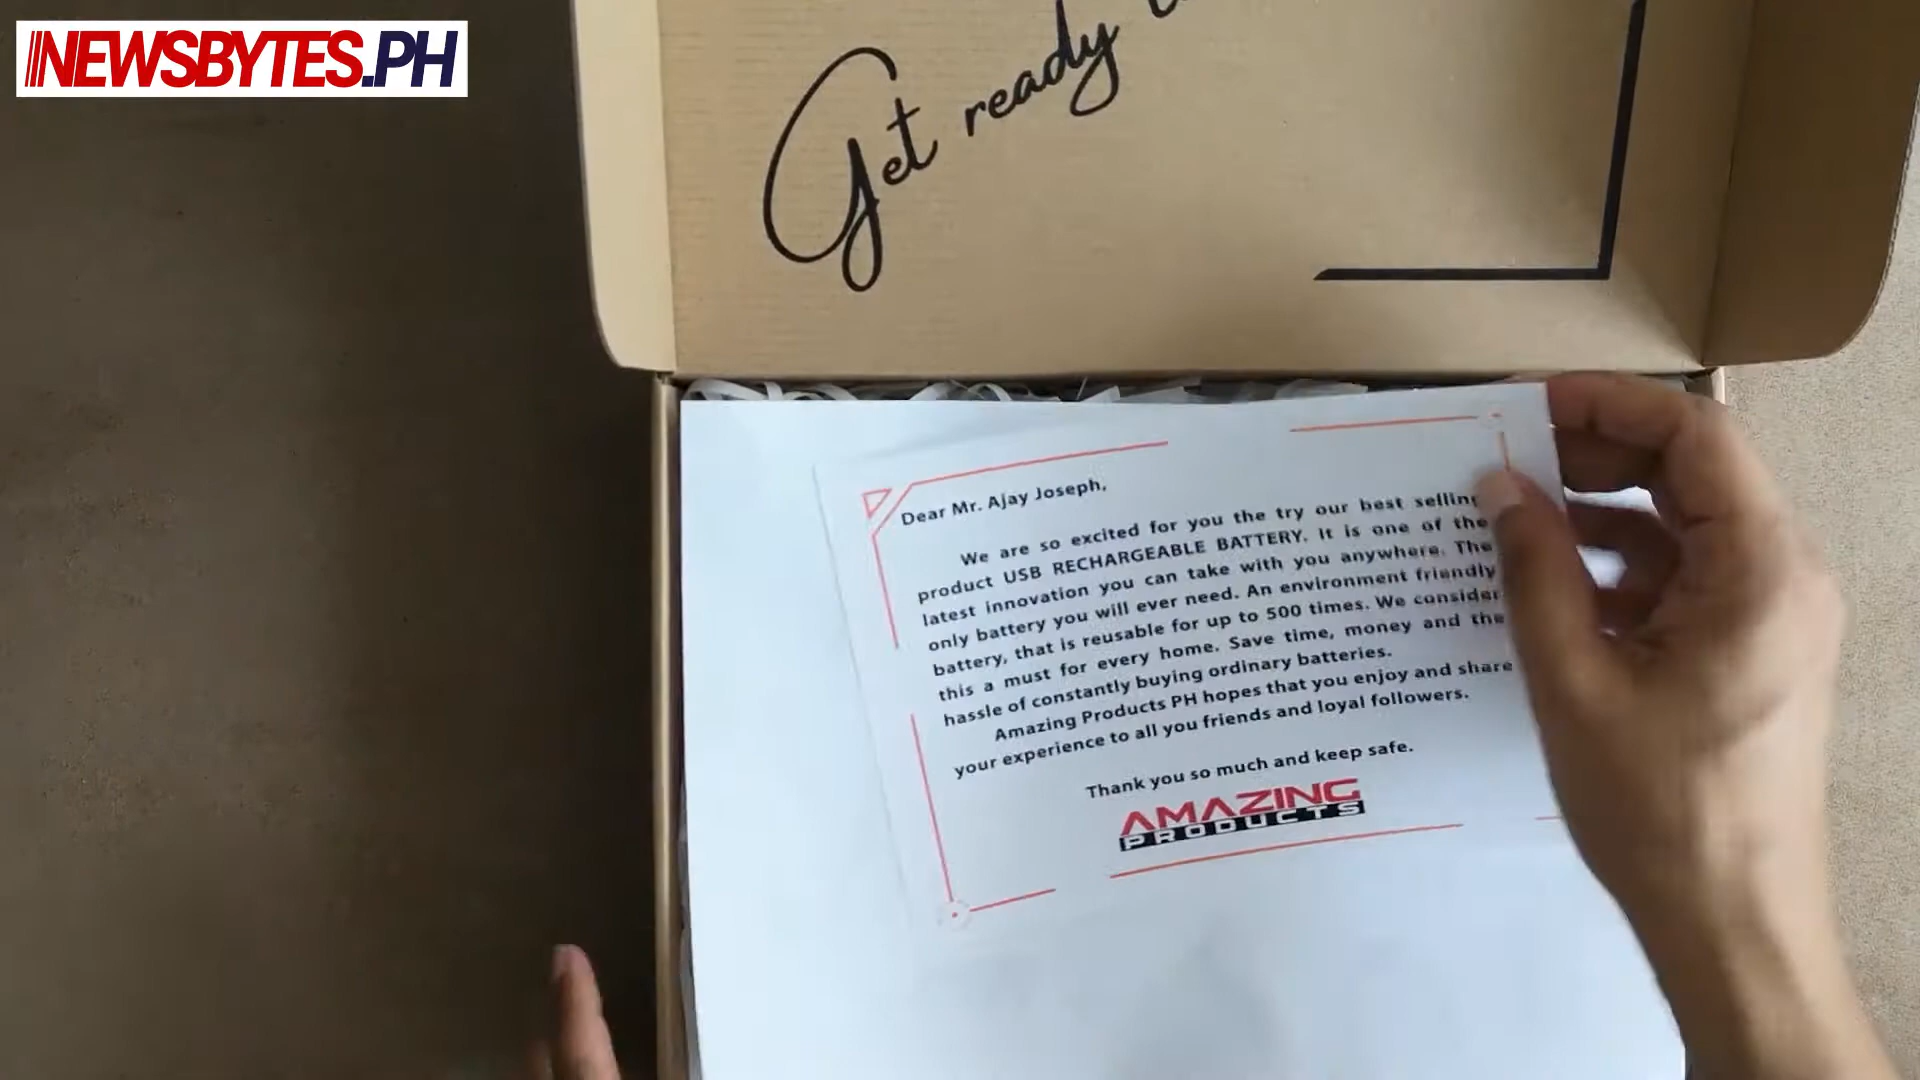 NEWSBYTES.PH
Get ready
Dear Mr. Ajay Joseph,
We are so excited for you the try our best selling
product USB RECHARGEABLE BATTERY. It is one of the
latest innovation you can take with you anywhere. The
only battery you will ever need. An environment friendly
battery, that is reusable for up to 500 times. We consider
this a must for every home. Save time, money and the
hassle of constantly buying ordinary batteries.
Amazing Products PH hopes that you enjoy and share
your experience to all you friends and loyal followers.
Thank you so much and keep safe.
AMAZING
PRODUCTS